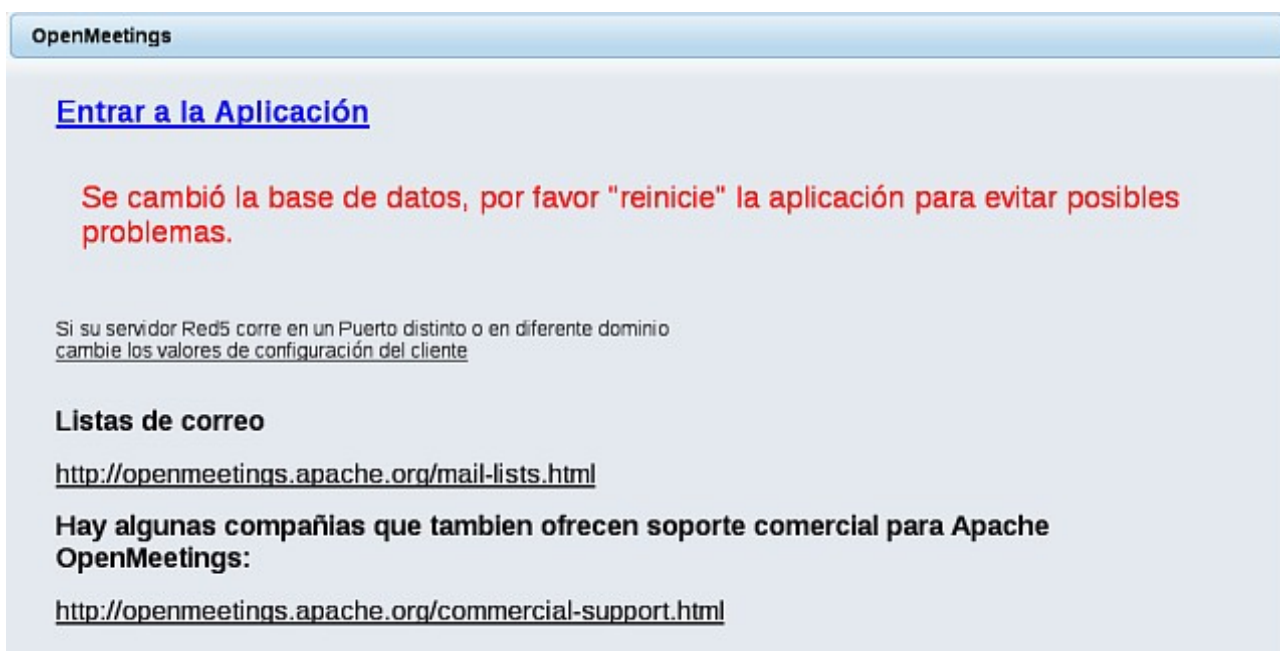 OpenMeetings
Entrar a la Aplicación
Se cambió la base de datos, por favor "reinicie" la aplicación para evitar posibles
problemas.
Si su servidor Red5 corre en un Puerto distinto o en diferente dominio
cambie los valores de configuración del cliente
Listas de correo
http://openmeetings.apache.org/mail-lists.html
Hay algunas compañias que tambien ofrecen soporte comercial para Apache
OpenMeetings:
http://openmeetings.apache.org/commercial-support.html